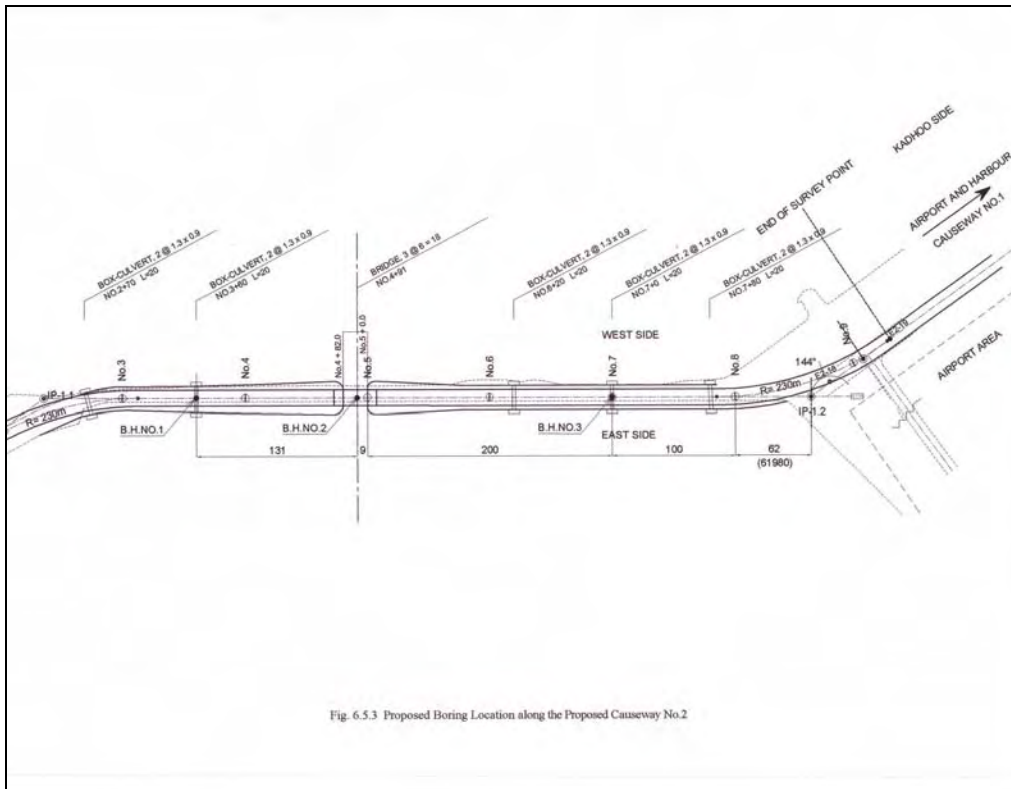 KADHOO SIDE
AIRPORT AND HARBOUR
CAUSEWAY NO.1
END OF SURVEY POINT
BOX-CULVERT, 2 @ 1.3 x 0.9
NO.2+70 L=20
BOX-CULVERT, 2 @ 1.3 x 0.9
NO.3+60 L=20
BRIDGE, 3 @ 6 = 18
NO.4+91
BOX-CULVERT, 2 @ 1.3 x 0.9
NO.6+20 L=20
BOX-CULVERT, 2 @ 1.3 x 0.9
NO.7+0 L=20
BOX-CULVERT, 2 @ 1.3 x 0.9
NO.7+80 L=20
AIRPORT AREA
WEST SIDE
No.3
No.4
No.4 + 82.0
No.5 + 0.0
No.5
No.6
No.7
No.8
No.9
E2-19
144°
E2-18
IP-1.1
R= 230m
R= 230m
IP-1.2
B.H.NO.1
B.H.NO.2
B.H.NO.3
EAST SIDE
131
9
200
100
62
(61980)
Fig. 6.5.3 Proposed Boring Location along the Proposed Causeway No.2